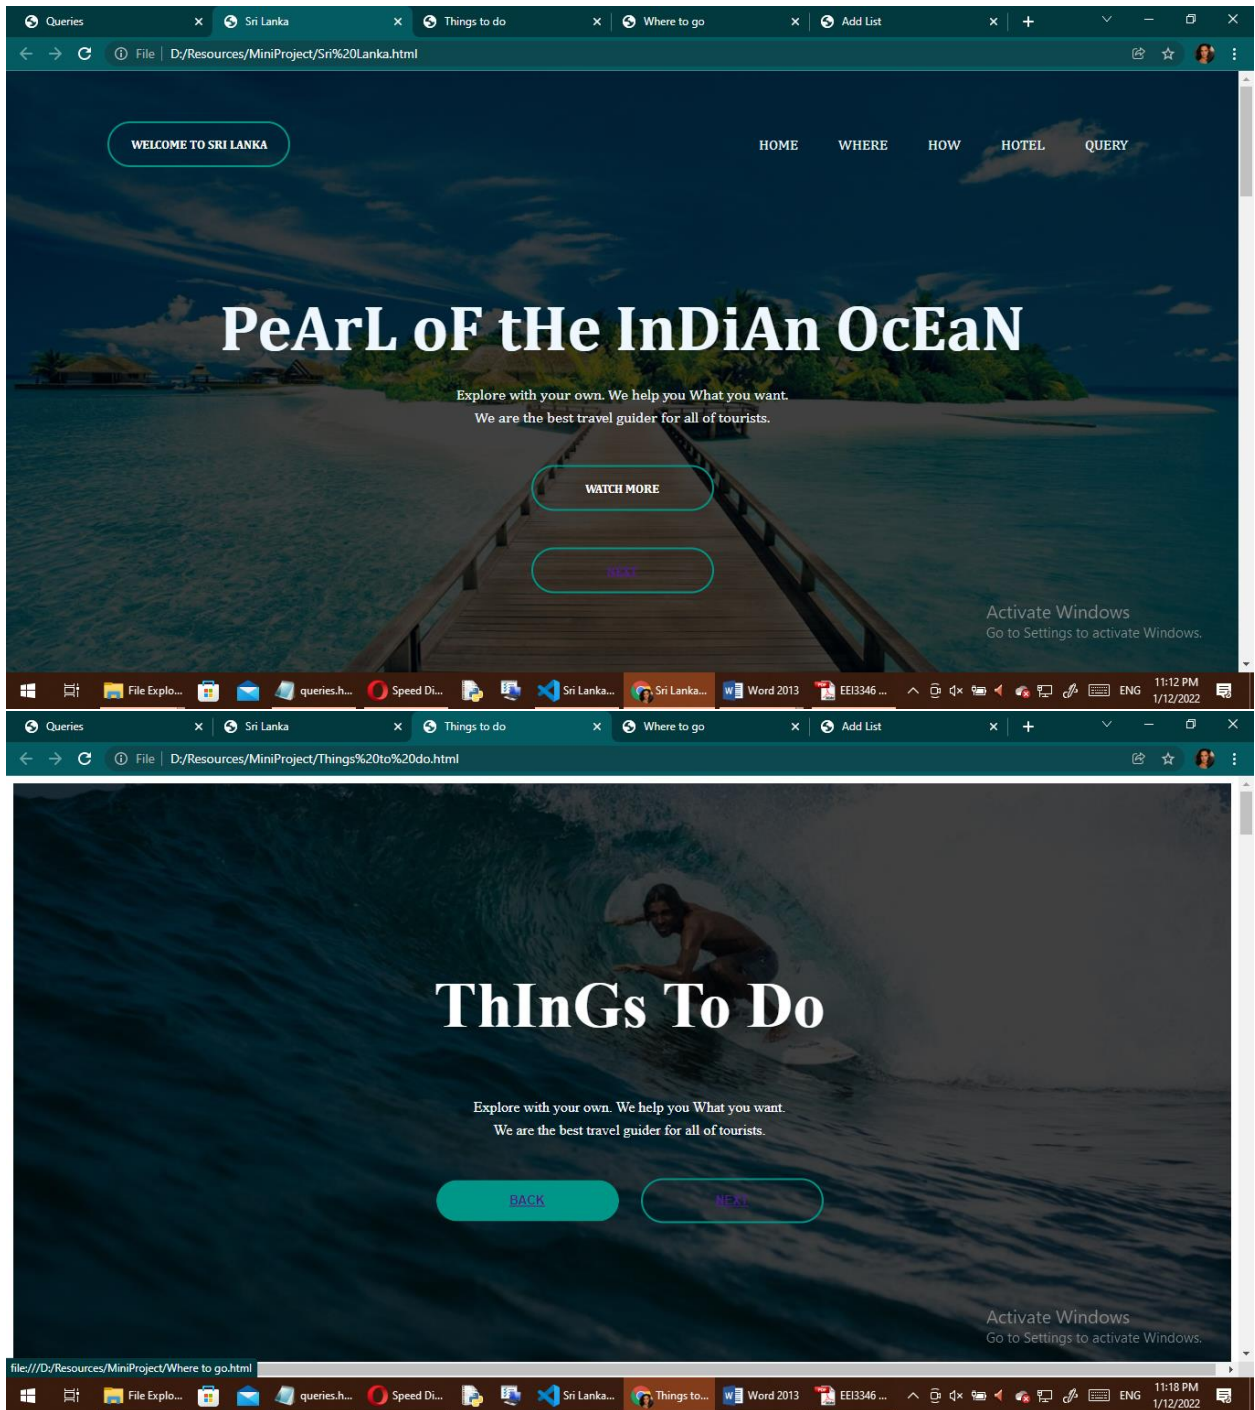 Queries
Sri Lanka
Things to do
Where to go
Add List
File D:/Resources/MiniProject/Sri%20Lanka.html
WELCOME TO SRI LANKA
HOME WHERE HOW HOTEL QUERY
PeArL oF tHe InDiAn OcEaN
Explore with your own. We help you What you want.
We are the best travel guider for all of tourists.
WATCH MORE
NEXT
Activate Windows
Go to Settings to activate Windows.
File Explo... queries.h... Speed Di... Sri Lanka... Sri Lanka... Word 2013 EEI3346 ... ENG 11:12 PM
1/12/2022
Queries
Sri Lanka
Things to do
Where to go
Add List
File D:/Resources/MiniProject/Things%20to%20do.html
ThInGs To Do
Explore with your own. We help you What you want.
We are the best travel guider for all of tourists.
BACK NEXT
Activate Windows
Go to Settings to activate Windows.
file:///D:/Resources/MiniProject/Where to go.html
File Explo... queries.h... Speed Di... Sri Lanka... Things to... Word 2013 EEI3346 ... ENG 11:18 PM
1/12/2022